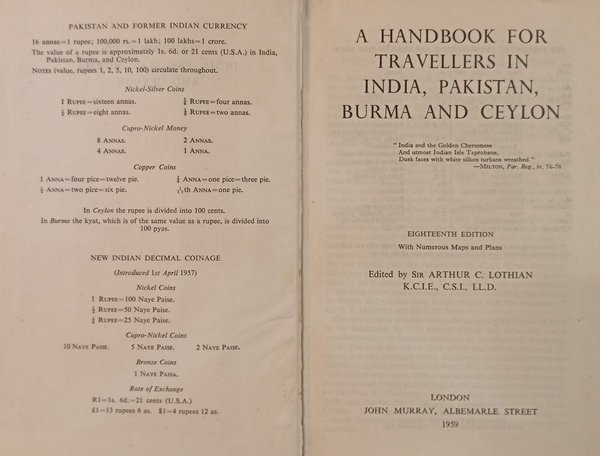 PAKISTAN AND FORMER INDIAN CURRENCY
16 annas=1 rupee; 100,000 rs.=1 lakh; 100 lakhs=1 crore.
The value of a rupee is approximately 1s. 6d. or 21 cents (U.S.A.) in India,
Pakistan, Burma, and Ceylon.
NOTES (value, rupees 1, 2, 5, 10, 100) circulate throughout.
Nickel-Silver Coins
1 RUPEE=sixteen annas. ¼ RUPEE=four annas.
½ RUPEE=eight annas. ⅛ RUPEE=two annas.
Cupro-Nickel Money
8 ANNAS. 2 ANNAS.
4 ANNAS. 1 ANNA.
Copper Coins
1 ANNA=four pice=twelve pie. ¼ ANNA=one pice=three pie.
½ ANNA=two pice=six pie. 1/12th ANNA=one pie.
In Ceylon the rupee is divided into 100 cents.
In Burma the kyat, which is of the same value as a rupee, is divided into
100 pyas.
NEW INDIAN DECIMAL COINAGE
(Introduced 1st April 1957)
Nickel Coins
1 RUPEE=100 Naye Paise.
½ RUPEE=50 Naye Paise.
¼ RUPEE=25 Naye Paise.
Cupro-Nickel Coins
10 NAYE PAISE. 5 NAYE PAISE. 2 NAYE PAISE.
Bronze Coins
1 NAYA PAISA.
Rate of Exchange
R1=1s. 6d.=21 cents (U.S.A.)
£1=13 rupees 6 as. $1=4 rupees 12 as.
A HANDBOOK FOR
TRAVELLERS IN
INDIA, PAKISTAN,
BURMA AND CEYLON
"India and the Golden Chersonese
And utmost Indian Isle Taprobane,
Dusk faces with white silken turbans wreathed."
—MILTON, Par. Reg., iv. 74-76
EIGHTEENTH EDITION
With Numerous Maps and Plans
Edited by SIR ARTHUR C. LOTHIAN
K.C.I.E., C.S.I., LL.D.
LONDON
JOHN MURRAY, ALBEMARLE STREET
1959